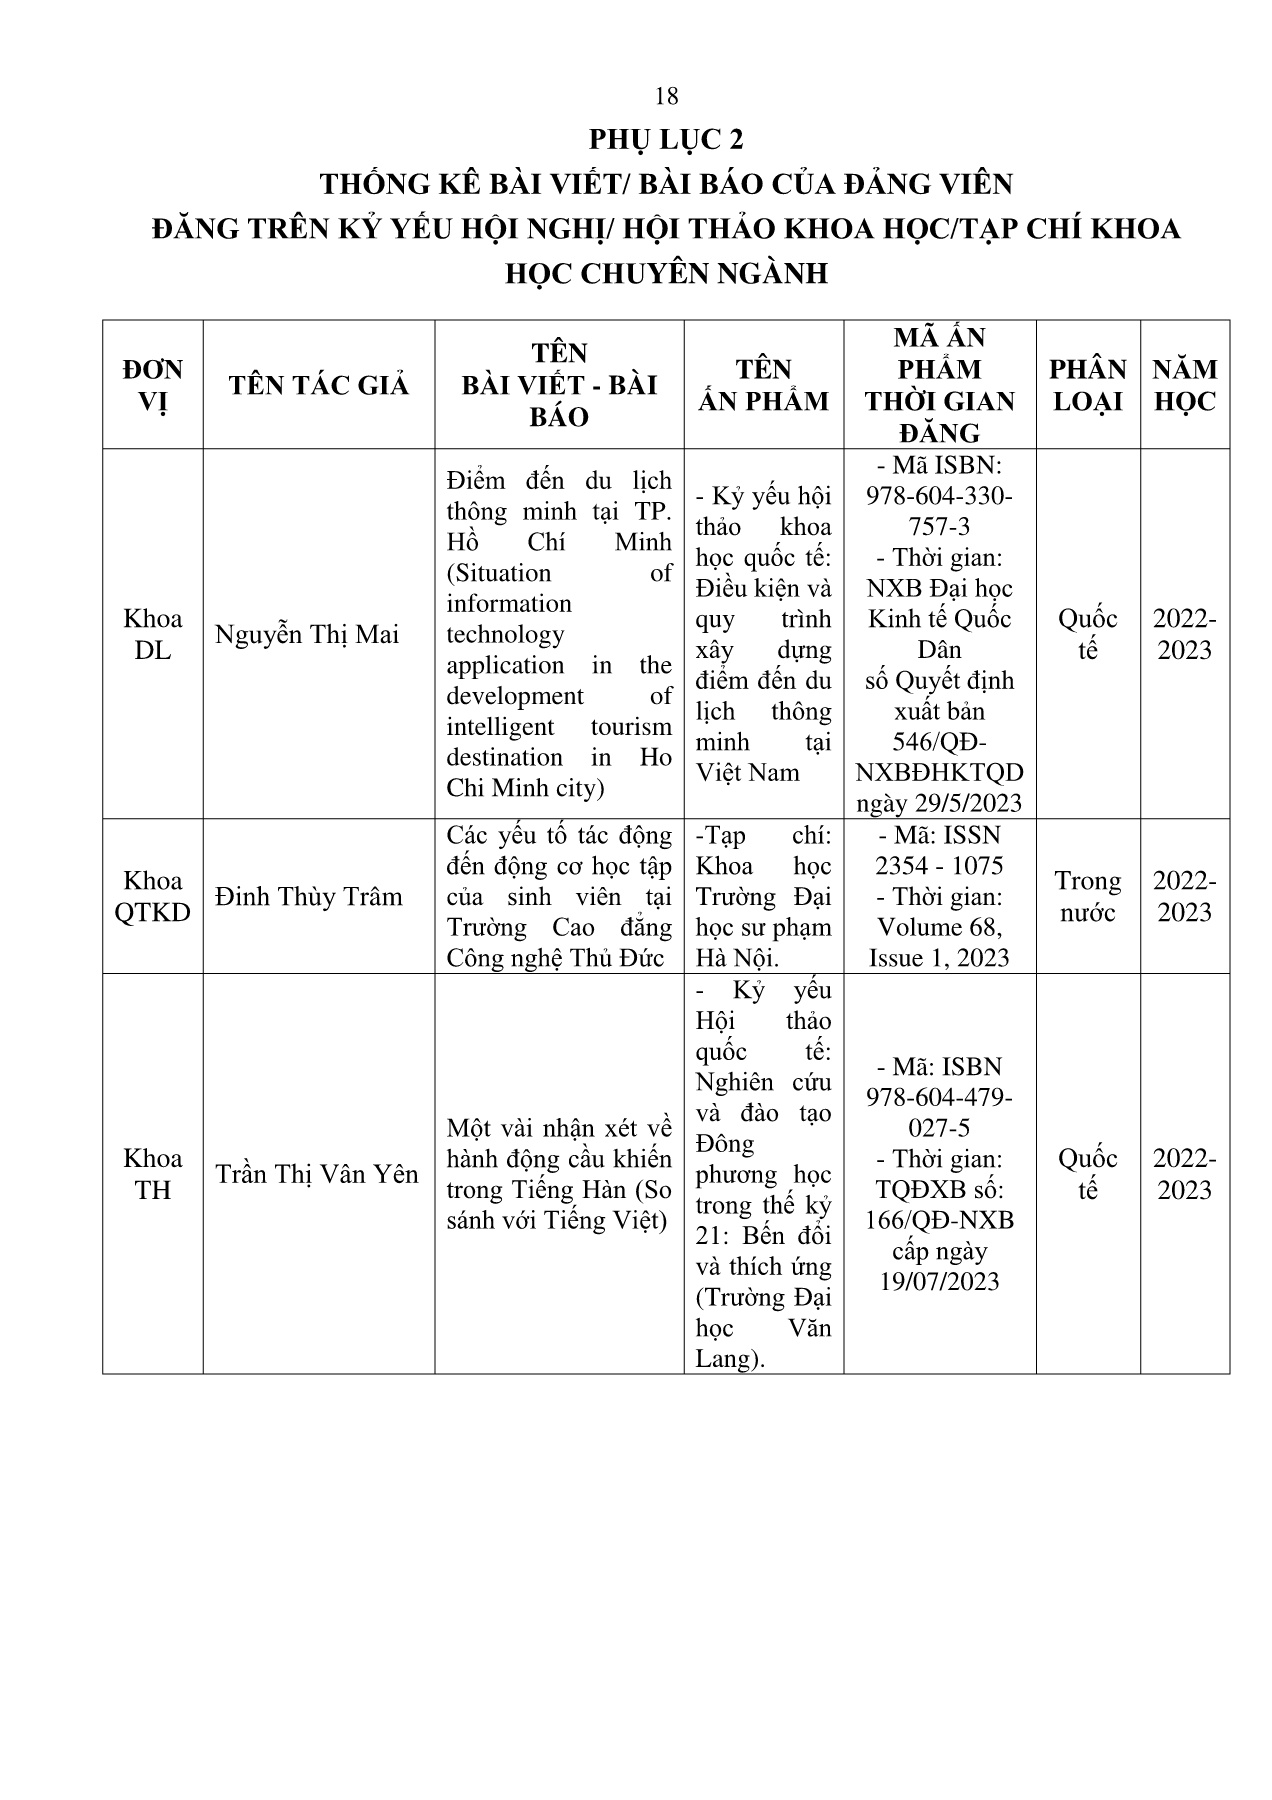 18
PHỤ LỤC 2
THỐNG KÊ BÀI VIẾT/ BÀI BÁO CỦA ĐẢNG VIÊN
ĐĂNG TRÊN KỶ YẾU HỘI NGHỊ/ HỘI THẢO KHOA HỌC/TẠP CHÍ KHOA
HỌC CHUYÊN NGÀNH
ĐƠN
VỊ
TÊN TÁC GIẢ
TÊN
BÀI VIẾT - BÀI
BÁO
TÊN
ẤN PHẨM
MÃ ẤN
PHẨM
THỜI GIAN
ĐĂNG
PHÂN
LOẠI
NĂM
HỌC
Khoa
DL
Nguyễn Thị Mai
Điểm đến du lịch
thông minh tại TP.
Hồ Chí Minh
(Situation of
information
technology
application in the
development of
intelligent tourism
destination in Ho
Chi Minh city)
- Kỷ yếu hội
thảo khoa
học quốc tế:
Điều kiện và
quy trình
xây dựng
điểm đến du
lịch thông
minh tại
Việt Nam
- Mã ISBN:
978-604-330-
757-3
- Thời gian:
NXB Đại học
Kinh tế Quốc
Dân
số Quyết định
xuất bản
546/QĐ-
NXBĐHKTQD
ngày 29/5/2023
Quốc
tế
2022-
2023
Khoa
QTKD
Đinh Thùy Trâm
Các yếu tố tác động
đến động cơ học tập
của sinh viên tại
Trường Cao đẳng
Công nghệ Thủ Đức
-Tạp chí:
Khoa học
Trường Đại
học sư phạm
Hà Nội.
- Mã: ISSN
2354 - 1075
- Thời gian:
Volume 68,
Issue 1, 2023
Trong
nước
2022-
2023
Khoa
TH
Trần Thị Vân Yên
Một vài nhận xét về
hành động cầu khiến
trong Tiếng Hàn (So
sánh với Tiếng Việt)
- Kỷ yếu
Hội thảo
quốc tế:
Nghiên cứu
và đào tạo
Đông
phương học
trong thế kỷ
21: Bến đổi
và thích ứng
(Trường Đại
học Văn
Lang).
- Mã: ISBN
978-604-479-
027-5
- Thời gian:
TQĐXB số:
166/QĐ-NXB
cấp ngày
19/07/2023
Quốc
tế
2022-
2023